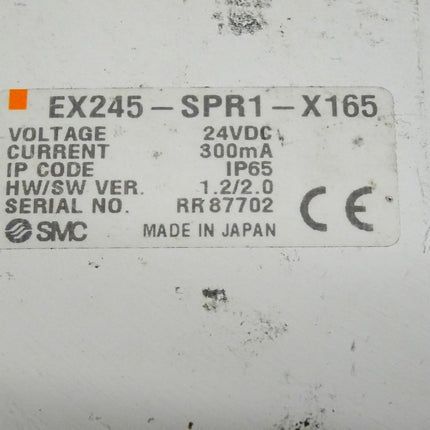 EX245-SPR1-X165
VOLTAGE 24VDC
CURRENT 300mA
IP CODE IP65
HW/SW VER. 1.2/2.0
SERIAL NO. RR87702
SMC MADE IN JAPAN CE